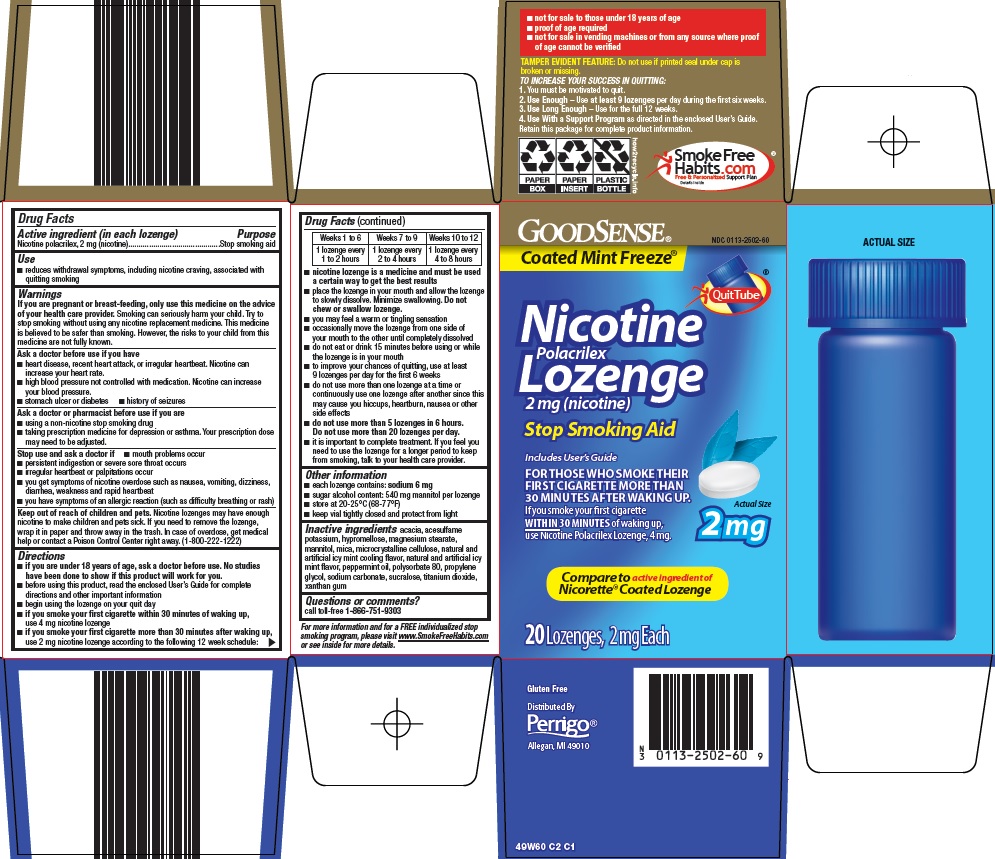 ■ not for sale to those under 18 years of age
■ proof of age required
■ not for sale in vending machines or from any source where proof
of age cannot be verified
TAMPER EVIDENT FEATURE: Do not use if printed seal under cap is
broken or missing.
TO INCREASE YOUR SUCCESS IN QUITTING:
1. You must be motivated to quit.
2. Use Enough – Use at least 9 lozenges per day during the first six weeks.
3. Use Long Enough – Use for the full 12 weeks.
4. Use With a Support Program as directed in the enclosed User's Guide.
Retain this package for complete product information.
PAPER BOX
PAPER INSERT
PLASTIC BOTTLE
how2recycle.info
SmokeFree
Habits.com®
Free & Personalized Support Plan
Details Inside
Drug Facts
Active ingredient (in each lozenge) Purpose
Nicotine polacrilex, 2 mg (nicotine)..............................Stop smoking aid
Use
■ reduces withdrawal symptoms, including nicotine craving, associated with
quitting smoking
Warnings
If you are pregnant or breast-feeding, only use this medicine on the advice
of your health care provider. Smoking can seriously harm your child. Try to
stop smoking without using any nicotine replacement medicine. This medicine
is believed to be safer than smoking. However, the risks to your child from this
medicine are not fully known.
Ask a doctor before use if you have
■ heart disease, recent heart attack, or irregular heartbeat. Nicotine can
increase your heart rate.
■ high blood pressure not controlled with medication. Nicotine can increase
your blood pressure.
■ stomach ulcer or diabetes ■ history of seizures
Ask a doctor or pharmacist before use if you are
■ using a non-nicotine stop smoking drug
■ taking prescription medicine for depression or asthma. Your prescription dose
may need to be adjusted.
Stop use and ask a doctor if ■ mouth problems occur
■ persistent indigestion or severe sore throat occurs
■ irregular heartbeat or palpitations occur
■ you get symptoms of nicotine overdose such as nausea, vomiting, dizziness,
diarrhea, weakness and rapid heartbeat
■ you have symptoms of an allergic reaction (such as difficulty breathing or rash)
Keep out of reach of children and pets. Nicotine lozenges may have enough
nicotine to make children and pets sick. If you need to remove the lozenge,
wrap it in paper and throw away in the trash. In case of overdose, get medical
help or contact a Poison Control Center right away. (1-800-222-1222)
Directions
■ if you are under 18 years of age, ask a doctor before use. No studies
have been done to show if this product will work for you.
■ before using this product, read the enclosed User's Guide for complete
directions and other important information
■ begin using the lozenge on your quit day
■ if you smoke your first cigarette within 30 minutes of waking up,
use 4 mg nicotine lozenge
■ if you smoke your first cigarette more than 30 minutes after waking up,
use 2 mg nicotine lozenge according to the following 12 week schedule:
Drug Facts (continued)
Weeks 1 to 6 Weeks 7 to 9 Weeks 10 to 12
1 lozenge every 1 lozenge every 1 lozenge every
1 to 2 hours 2 to 4 hours 4 to 8 hours
■ nicotine lozenge is a medicine and must be used
a certain way to get the best results
■ place the lozenge in your mouth and allow the lozenge
to slowly dissolve. Minimize swallowing. Do not
chew or swallow lozenge.
■ you may feel a warm or tingling sensation
■ occasionally move the lozenge from one side of
your mouth to the other until completely dissolved
■ do not eat or drink 15 minutes before using or while
the lozenge is in your mouth
■ to improve your chances of quitting, use at least
9 lozenges per day for the first 6 weeks
■ do not use more than one lozenge at a time or
continuously use one lozenge after another since this
may cause you hiccups, heartburn, nausea or other
side effects
■ do not use more than 5 lozenges in 6 hours.
Do not use more than 20 lozenges per day.
■ it is important to complete treatment. If you feel you
need to use the lozenge for a longer period to keep
from smoking, talk to your health care provider.
Other information
■ each lozenge contains: sodium 6 mg
■ sugar alcohol content: 540 mg mannitol per lozenge
■ store at 20-25°C (68-77°F)
■ keep vial tightly closed and protect from light
Inactive ingredients acacia, acesulfame
potassium, hypromellose, magnesium stearate,
mannitol, mica, microcrystalline cellulose, natural and
artificial icy mint cooling flavor, natural and artificial icy
mint flavor, peppermint oil, polysorbate 80, propylene
glycol, sodium carbonate, sucralose, titanium dioxide,
xanthan gum
Questions or comments?
call toll-free 1-866-751-9303
For more information and for a FREE individualized stop
smoking program, please visit www.SmokeFreeHabits.com
or see inside for more details.
GOODSENSE®
NDC 0113-2502-60
Coated Mint Freeze®
QuitTube®
Nicotine
Polacrilex
Lozenge
2 mg (nicotine)
Stop Smoking Aid
Includes User's Guide
FOR THOSE WHO SMOKE THEIR
FIRST CIGARETTE MORE THAN
30 MINUTES AFTER WAKING UP.
If you smoke your first cigarette
WITHIN 30 MINUTES of waking up,
use Nicotine Polacrilex Lozenge, 4 mg.
Actual Size
2 mg
Compare to active ingredient of
Nicorette® Coated Lozenge
20 Lozenges, 2 mg Each
ACTUAL SIZE
Gluten Free
Distributed By
Perrigo®
Allegan, MI 49010
N
3 0113-2502-60 9
49W60 C2 C1